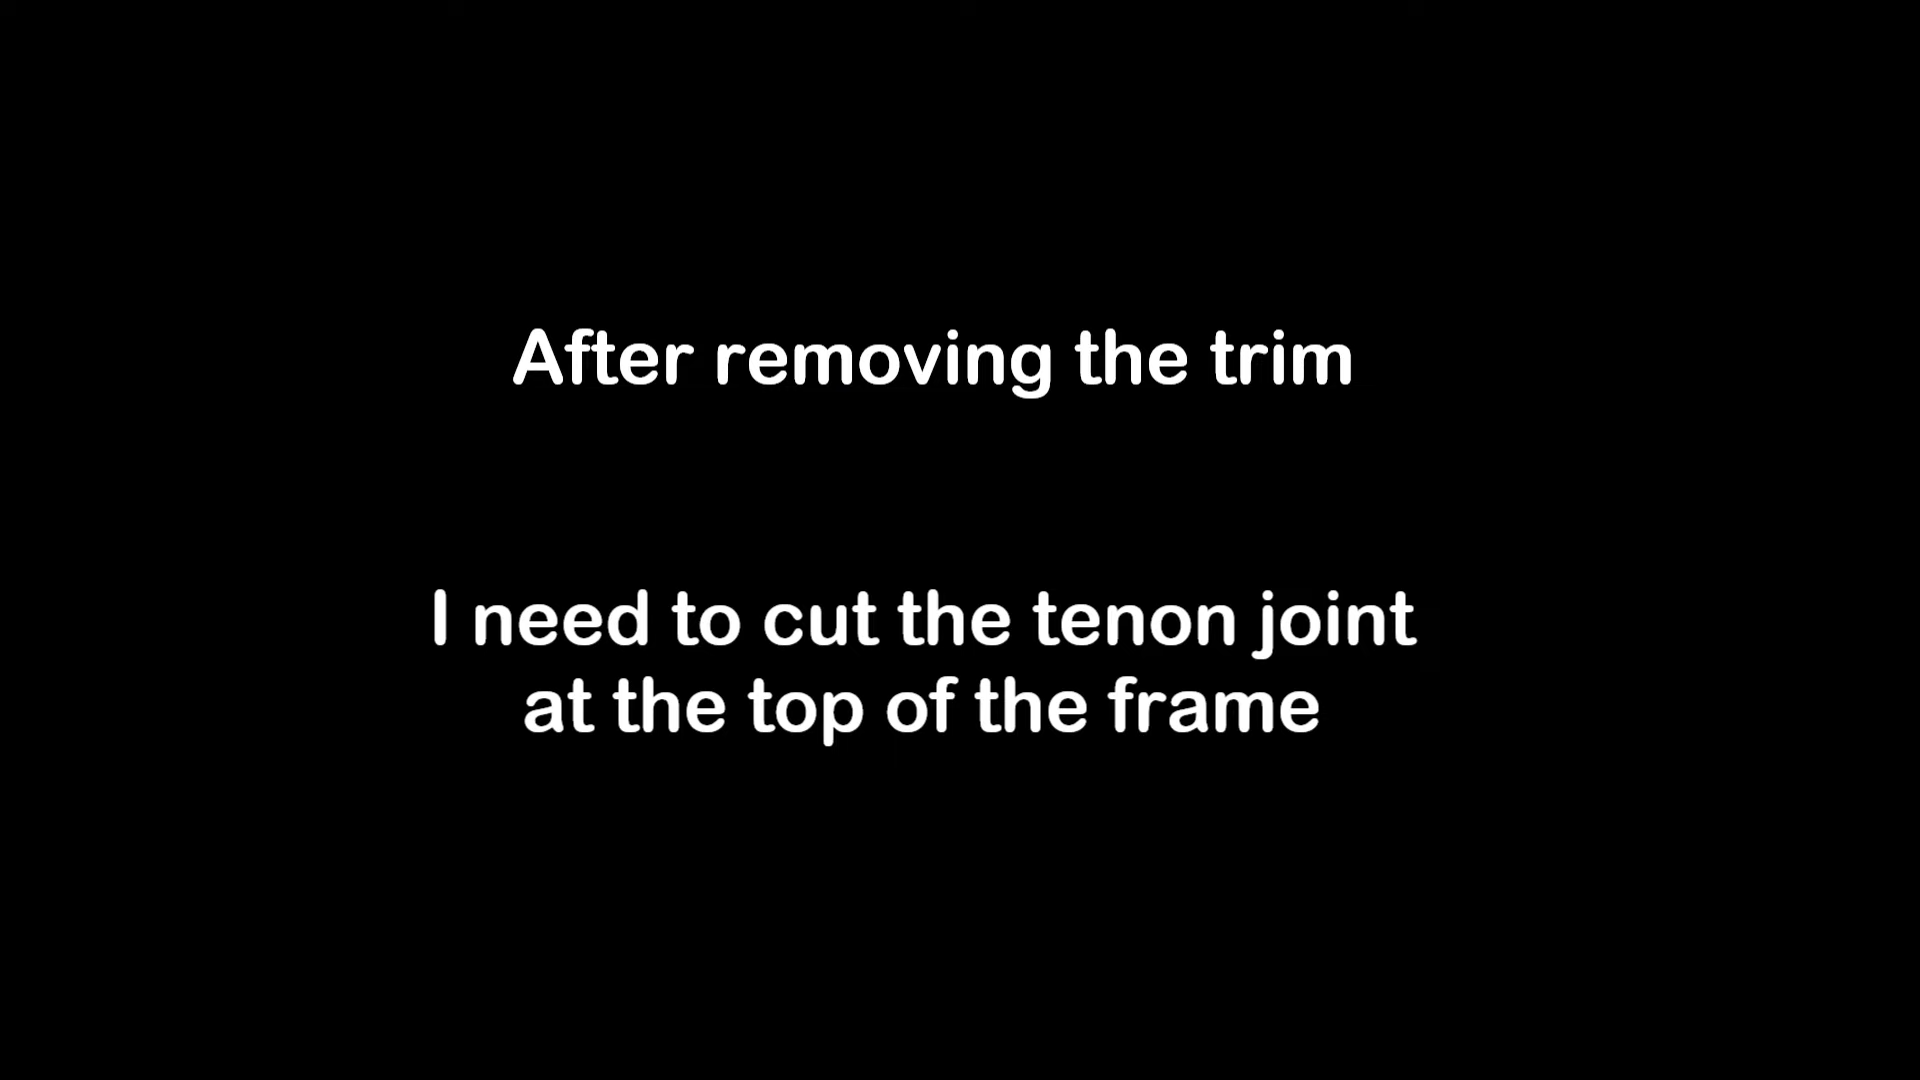 After removing the trim
I need to cut the tenon joint
at the top of the frame